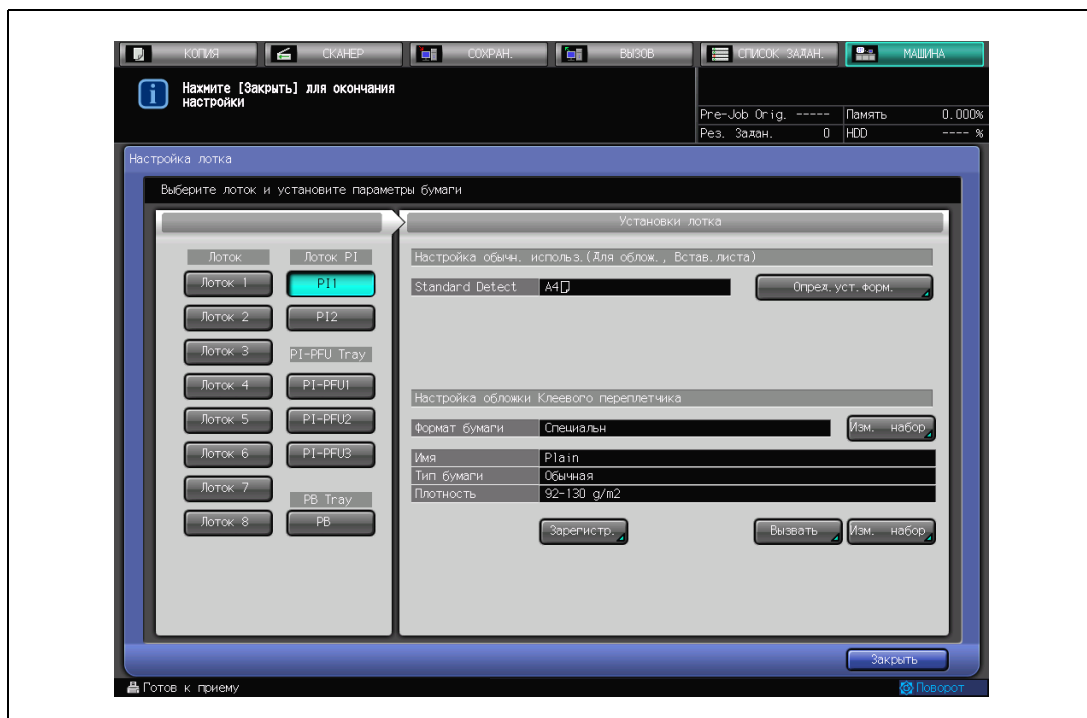 КОПИЯ СКАНЕР СОХРАН. ВЫЗОВ СПИСОК ЗАДАН. МАШИНА
Нажмите [Закрыть] для окончания
настройки
Pre-Job Orig. ----- Память 0.000%
Рез. Задан. 0 HDD ---- %
Настройка лотка
Выберите лоток и установите параметры бумаги
Установки лотка
Лоток Лоток PI
Лоток 1 PI1
Лоток 2 PI2
Лоток 3 PI-PFU Tray
Лоток 4 PI-PFU1
Лоток 5 PI-PFU2
Лоток 6 PI-PFU3
Лоток 7 PB Tray
Лоток 8 PB
Настройка обычн. использ.(Для облож., Встав.листа)
Standard Detect A4 Опред.уст.форм.
Настройка обложки Клеевого переплетчика
Формат бумаги Специальн Изм. набор
Имя Plain
Тип бумаги Обычная
Плотность 92-130 g/m2
Зарегистр. Вызвать Изм. набор
Закрыть
Готов к приему Поворот